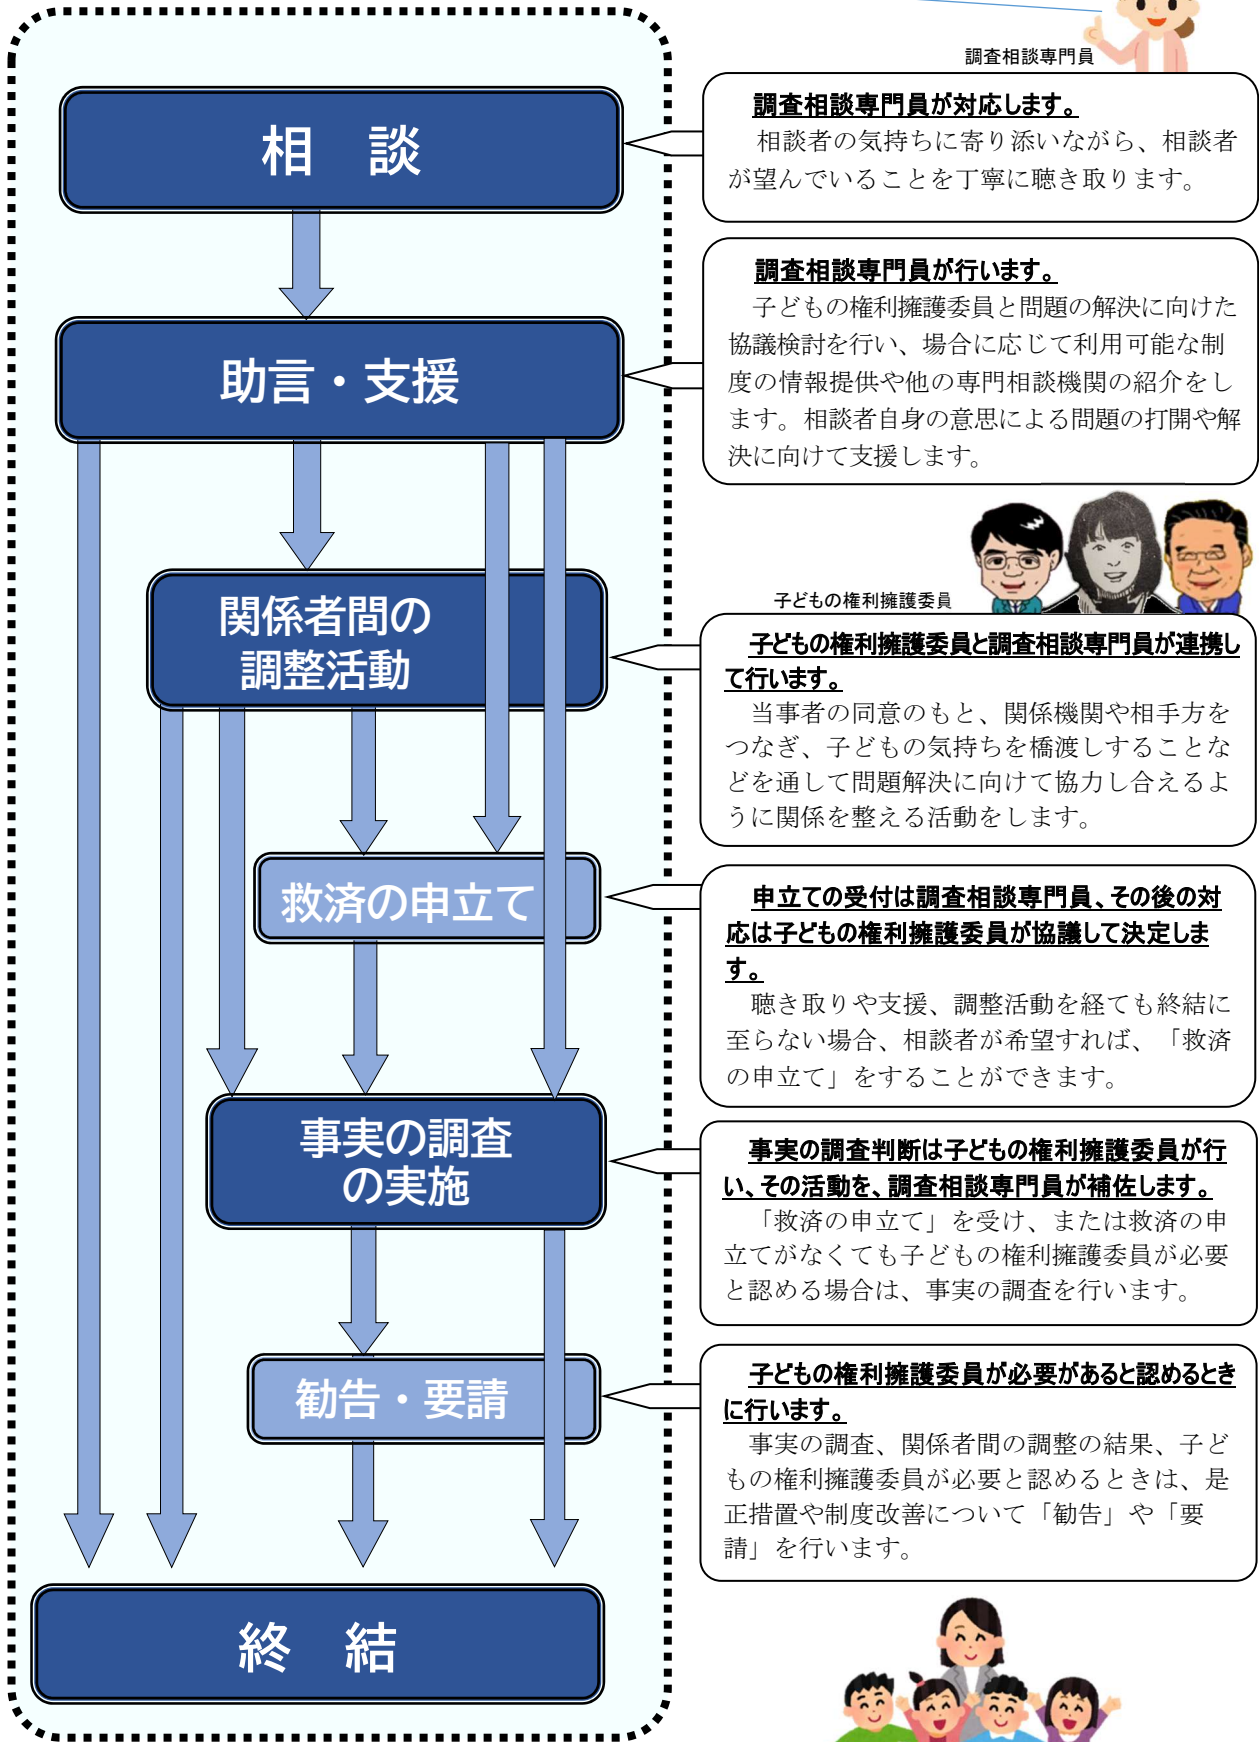 調査相談専門員
相　談
調査相談専門員が対応します。
相談者の気持ちに寄り添いながら、相談者
が望んでいることを丁寧に聴き取ります。
助言・支援
調査相談専門員が行います。
子どもの権利擁護委員と問題の解決に向けた
協議検討を行い、場合に応じて利用可能な制
度の情報提供や他の専門相談機関の紹介をし
ます。相談者自身の意思による問題の打開や解
決に向けて支援します。
子どもの権利擁護委員
関係者間の
調整活動
子どもの権利擁護委員と調査相談専門員が連携し
て行います。
当事者の同意のもと、関係機関や相手方を
つなぎ、子どもの気持ちを橋渡しすることな
どを通して問題解決に向けて協力し合えるよ
うに関係を整える活動をします。
救済の申立て
申立ての受付は調査相談専門員、その後の対
応は子どもの権利擁護委員が協議して決定しま
す。
聴き取りや支援、調整活動を経ても終結に
至らない場合、相談者が希望すれば、「救済
の申立て」をすることができます。
事実の調査
の実施
事実の調査判断は子どもの権利擁護委員が行
い、その活動を、調査相談専門員が補佐します。
「救済の申立て」を受け、または救済の申
立てがなくても子どもの権利擁護委員が必要
と認める場合は、事実の調査を行います。
勧告・要請
子どもの権利擁護委員が必要があると認めるとき
に行います。
事実の調査、関係者間の調整の結果、子ど
もの権利擁護委員が必要と認めるときは、是
正措置や制度改善について「勧告」や「要
請」を行います。
終　結